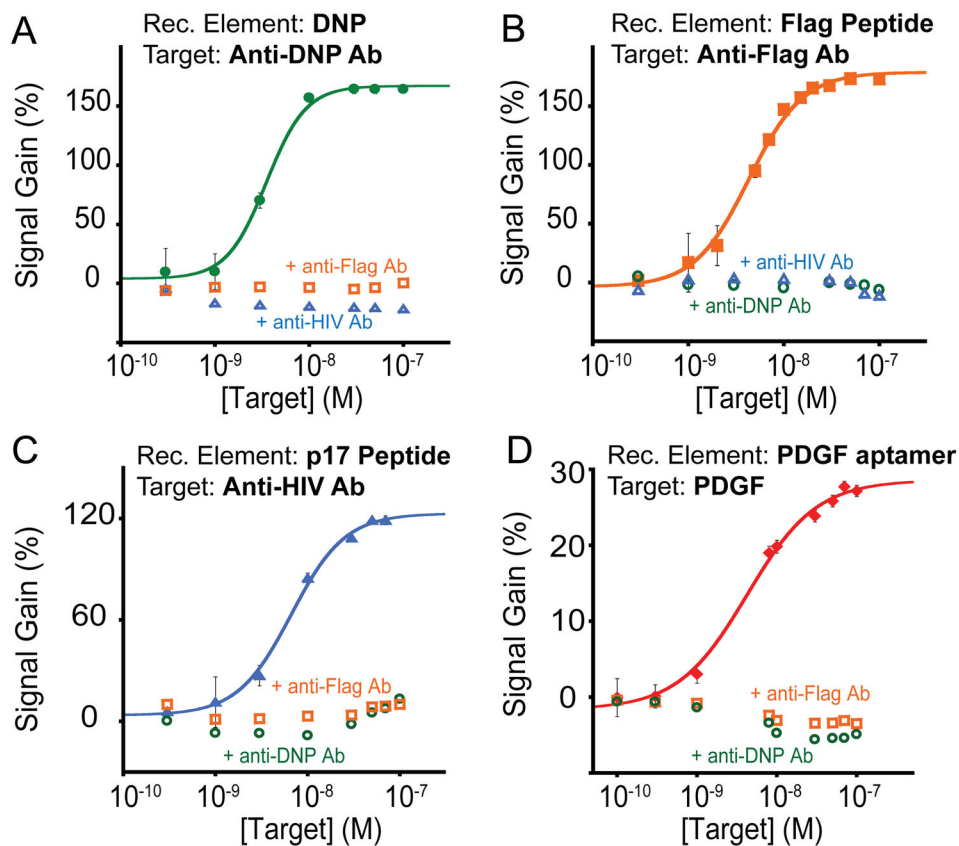 A
Rec. Element: DNP
Target: Anti-DNP Ab
Signal Gain (%)
150
100
50
0
+ anti-Flag Ab
+ anti-HIV Ab
10-10
10-9
10-8
10-7
[Target] (M)
B
Rec. Element: Flag Peptide
Target: Anti-Flag Ab
Signal Gain (%)
150
100
50
0
+ anti-HIV Ab
+ anti-DNP Ab
10-10
10-9
10-8
10-7
[Target] (M)
C
Rec. Element: p17 Peptide
Target: Anti-HIV Ab
Signal Gain (%)
120
60
0
+ anti-Flag Ab
+ anti-DNP Ab
10-10
10-9
10-8
10-7
[Target] (M)
D
Rec. Element: PDGF aptamer
Target: PDGF
Signal Gain (%)
30
20
10
0
+ anti-Flag Ab
+ anti-DNP Ab
10-10
10-9
10-8
10-7
[Target] (M)